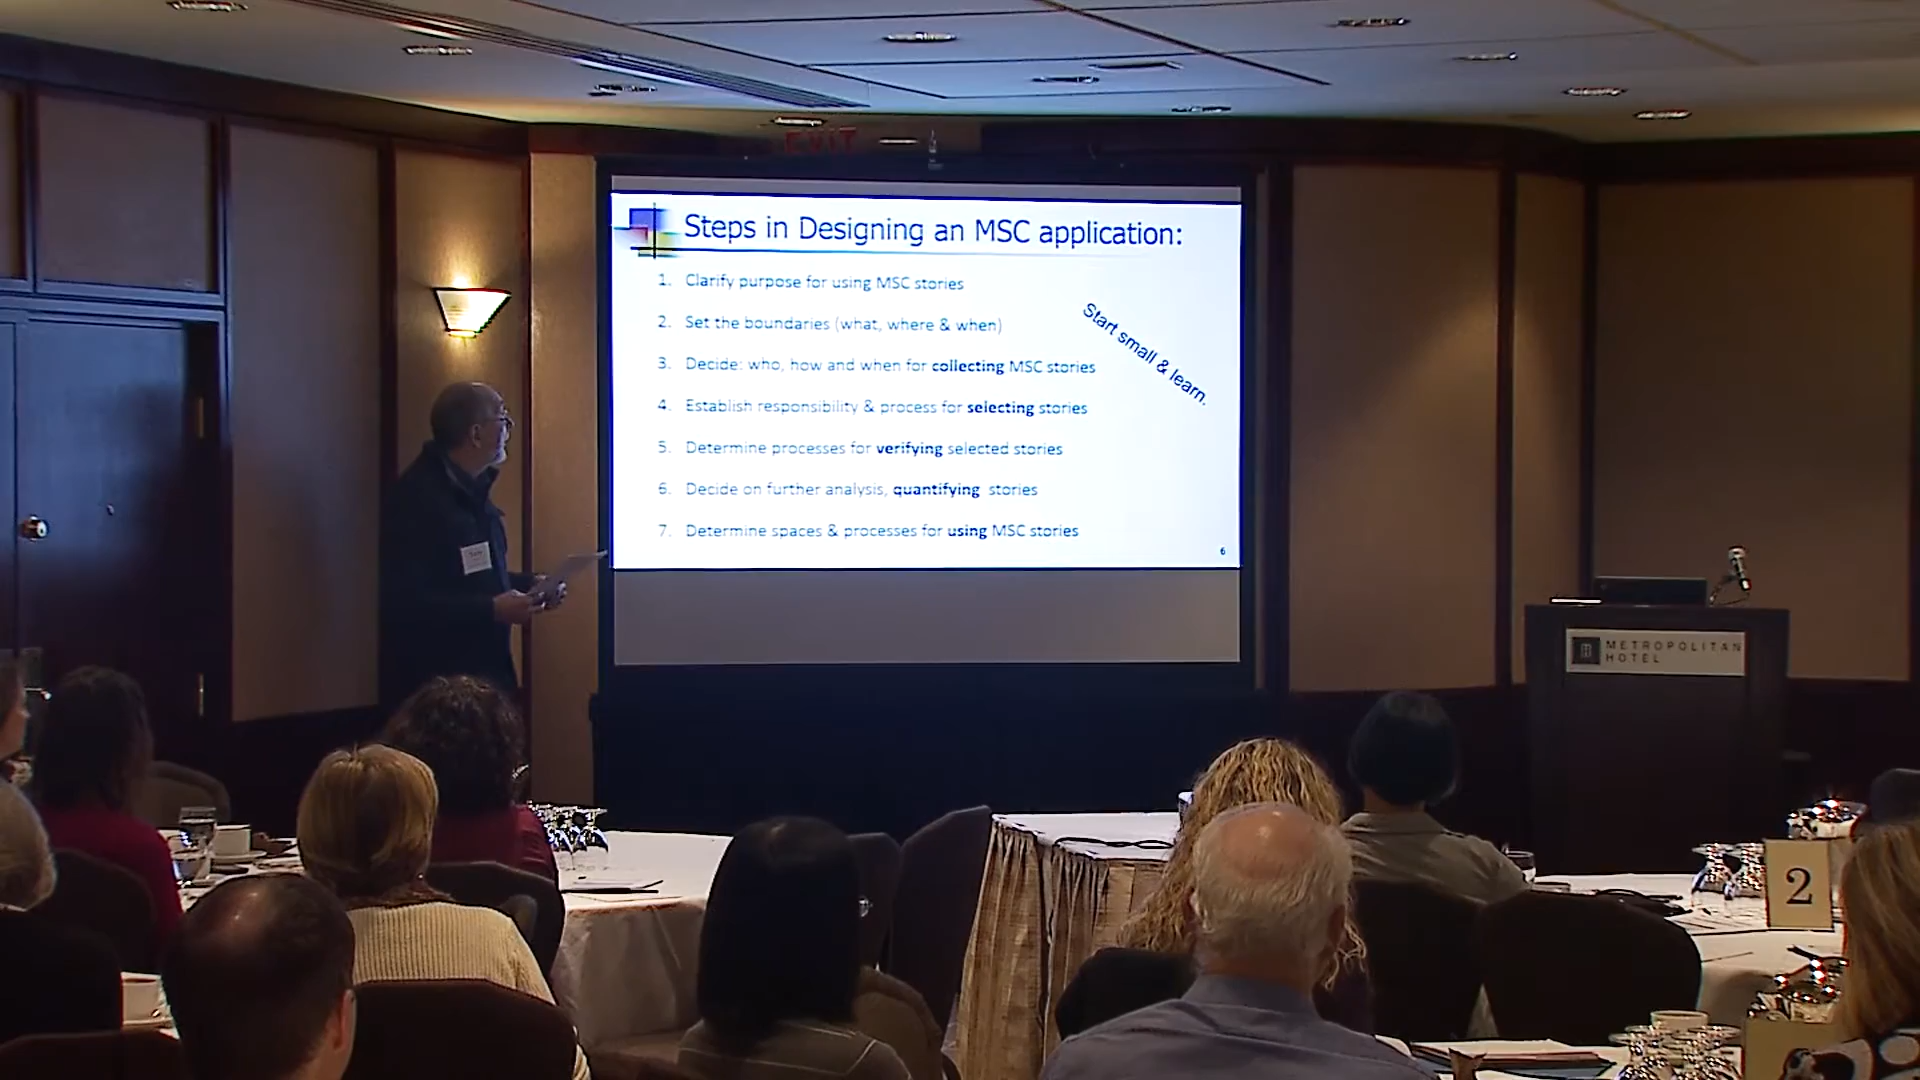 EXIT
Steps in Designing an MSC application:
1. Clarify purpose for using MSC stories
2. Set the boundaries (what, where & when)
3. Decide: who, how and when for collecting MSC stories
4. Establish responsibility & process for selecting stories
5. Determine processes for verifying selected stories
6. Decide on further analysis, quantifying stories
7. Determine spaces & processes for using MSC stories
Start small & learn.
6
METROPOLITAN
HOTEL
2